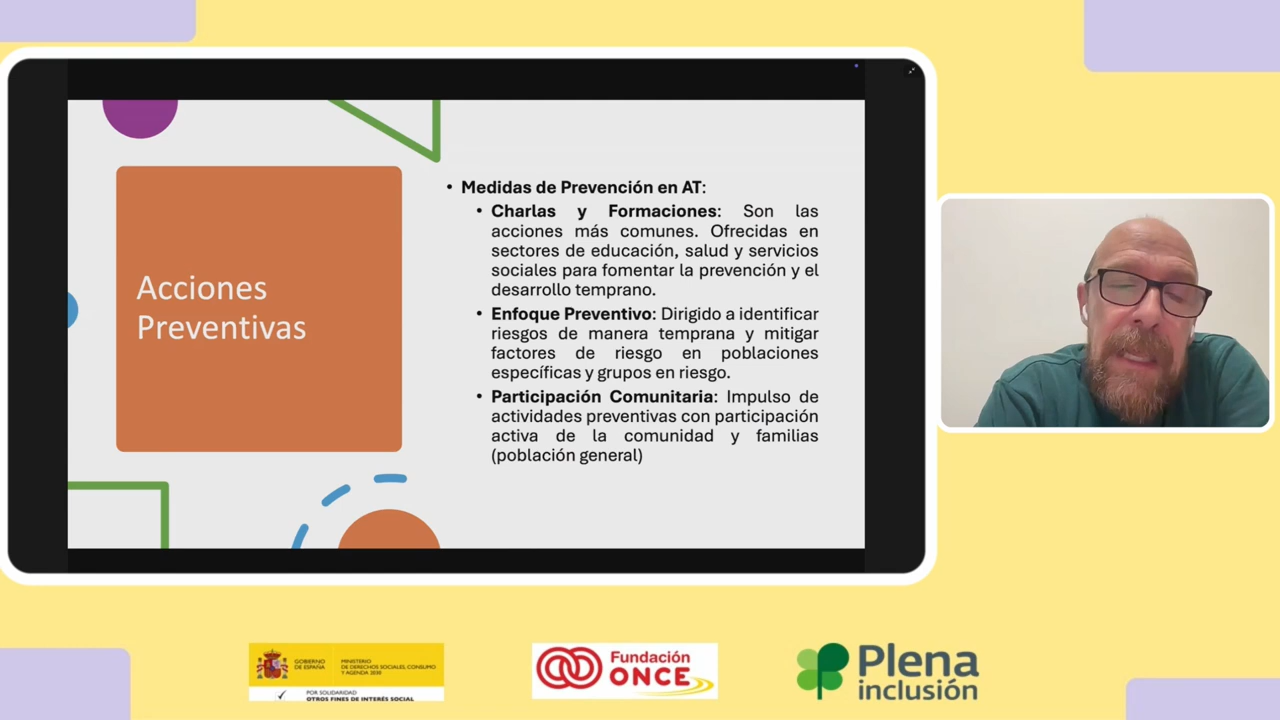 Acciones
Preventivas
• Medidas de Prevención en AT:
• Charlas y Formaciones: Son las
acciones más comunes. Ofrecidas en
sectores de educación, salud y servicios
sociales para fomentar la prevención y el
desarrollo temprano.
• Enfoque Preventivo: Dirigido a identificar
riesgos de manera temprana y mitigar
factores de riesgo en poblaciones
específicas y grupos en riesgo.
• Participación Comunitaria: Impulso de
actividades preventivas con participación
activa de la comunidad y familias
(población general)
GOBIERNO
DE ESPAÑA
MINISTERIO
DE DERECHOS SOCIALES, CONSUMO
Y AGENDA 2030
POR SOLIDARIDAD
OTROS FINES DE INTERÉS SOCIAL
Fundación
ONCE
Plena
inclusión